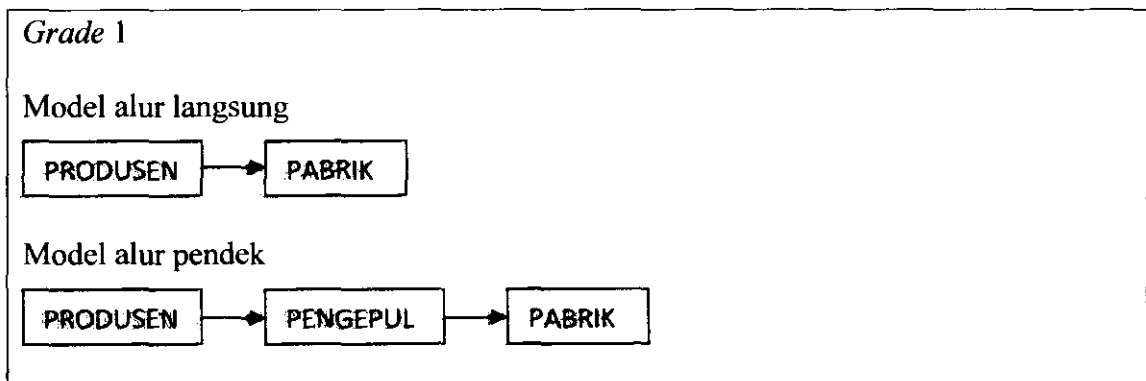 Grade 1
Model alur langsung
PRODUSEN PABRIK
Model alur pendek
PRODUSEN PENGEPUL PABRIK